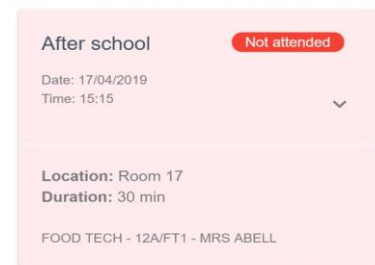 After school
Not attended
Date: 17/04/2019
Time: 15:15
Location: Room 17
Duration: 30 min
FOOD TECH - 12A/FT1 - MRS ABELL